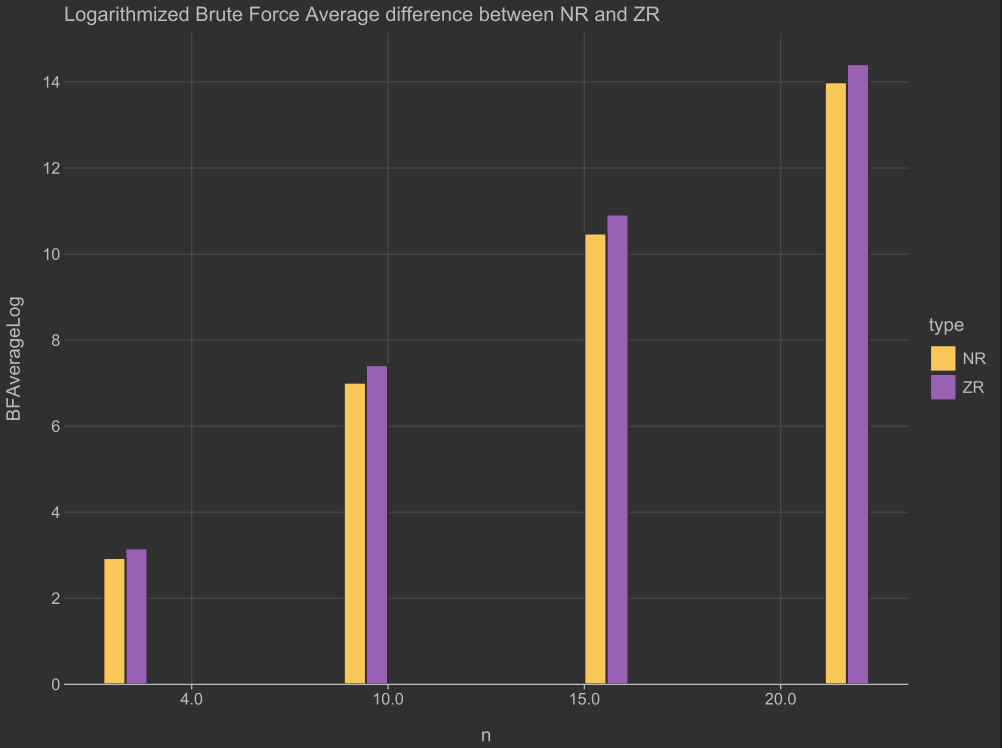 Logarithmized Brute Force Average difference between NR and ZR
14
12
10
8
6
4
2
0
BFAverageLog
4.0 10.0 15.0 20.0
n
type
NR
ZR